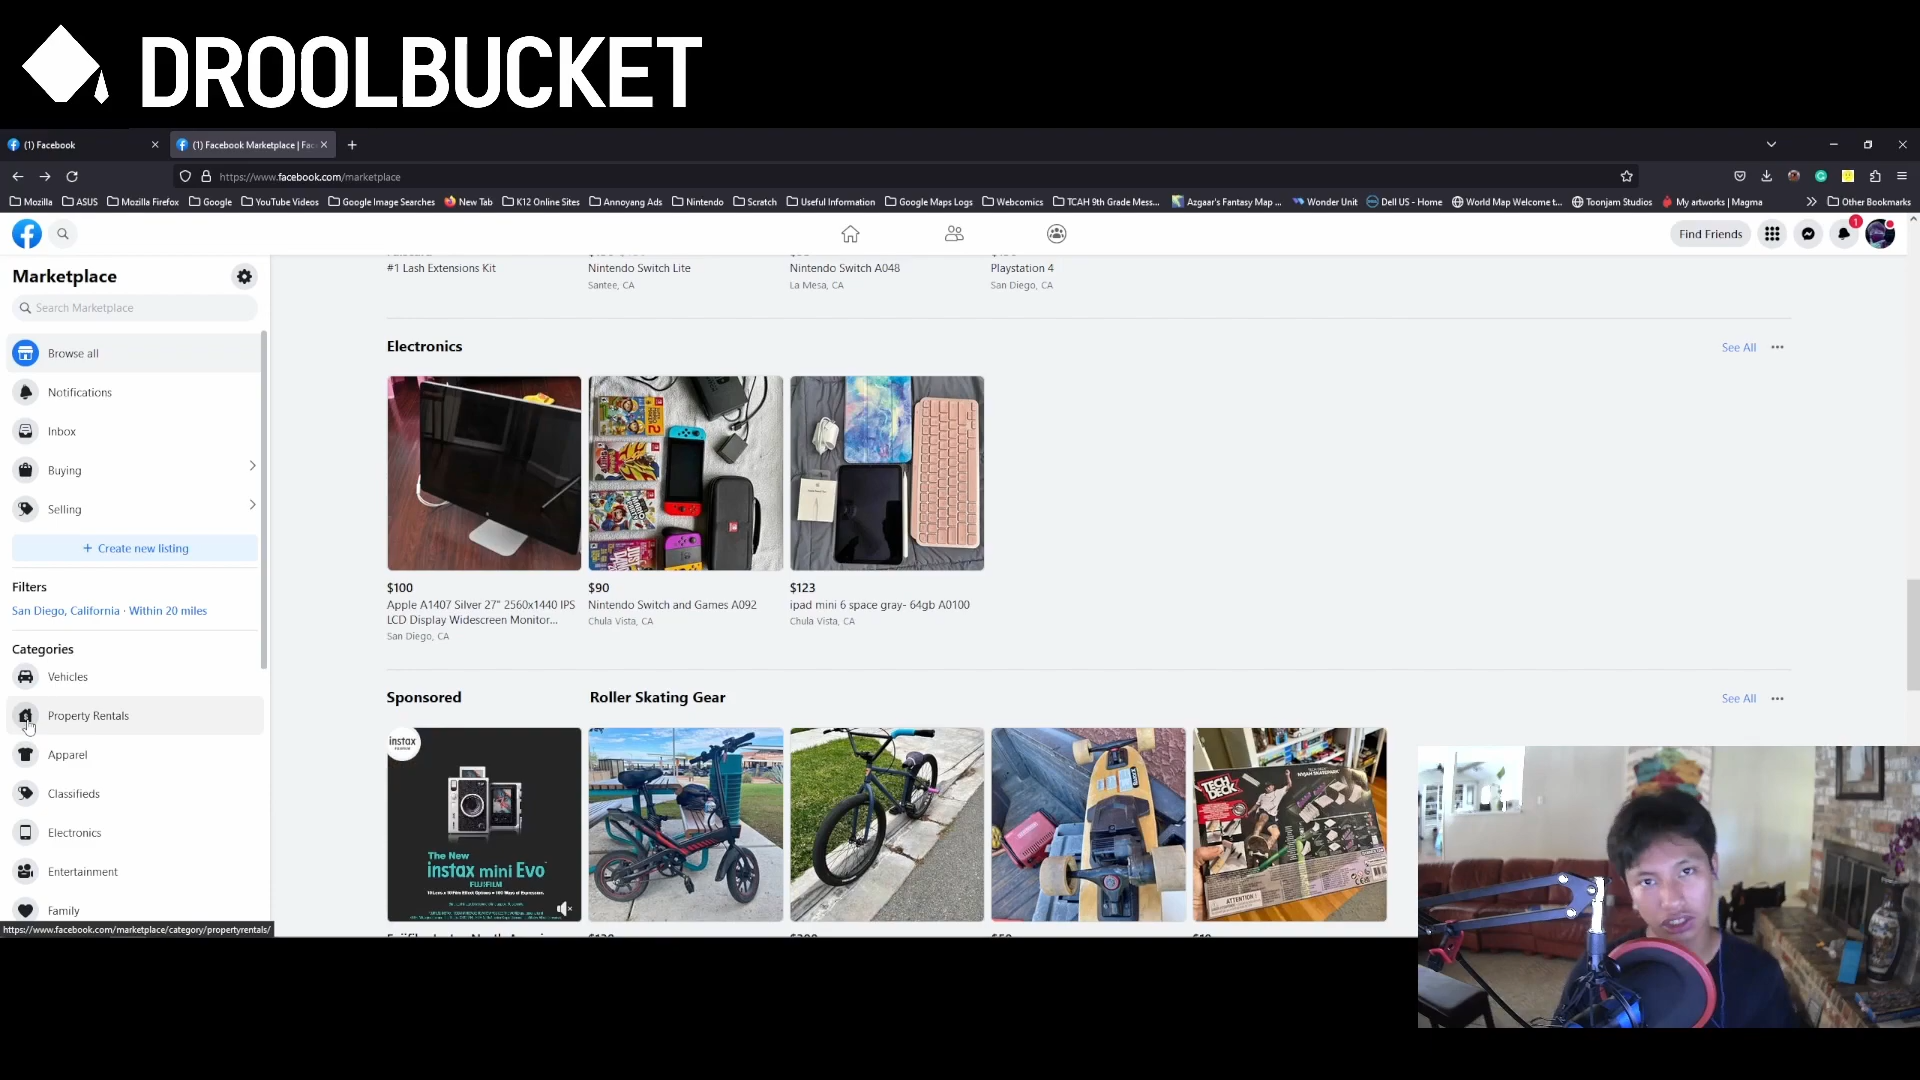 DROOLBUCKET
(1) Facebook
(1) Facebook Marketplace | Fac
https://www.facebook.com/marketplace
Mozilla
ASUS
Mozilla Firefox
Google
YouTube Videos
Google Image Searches
New Tab
K12 Online Sites
Annoyang Ads
Nintendo
Scratch
Useful Information
Google Maps Logs
Webcomics
TCAH 9th Grade Mess...
Azgaar's Fantasy Map ...
Wonder Unit
Dell US - Home
World Map Welcome t...
Toonjam Studios
My artworks | Magma
Other Bookmarks
Find Friends
1
Marketplace
Search Marketplace
Browse all
Notifications
Inbox
Buying
Selling
+ Create new listing
Filters
San Diego, California · Within 20 miles
Categories
Vehicles
Property Rentals
Apparel
Classifieds
Electronics
Entertainment
Family
https://www.facebook.com/marketplace/category/propertyrentals/
#1 Lash Extensions Kit
Nintendo Switch Lite
Santee, CA
Nintendo Switch A048
La Mesa, CA
Playstation 4
San Diego, CA
Electronics
See All
$100
Apple A1407 Silver 27" 2560x1440 IPS
LCD Display Widescreen Monitor...
San Diego, CA
$90
Nintendo Switch and Games A092
Chula Vista, CA
$123
ipad mini 6 space gray- 64gb A0100
Chula Vista, CA
Sponsored
Roller Skating Gear
See All
instax
The New
instax mini Evo
FUJIFILM
TECH DECK
ATTENTION